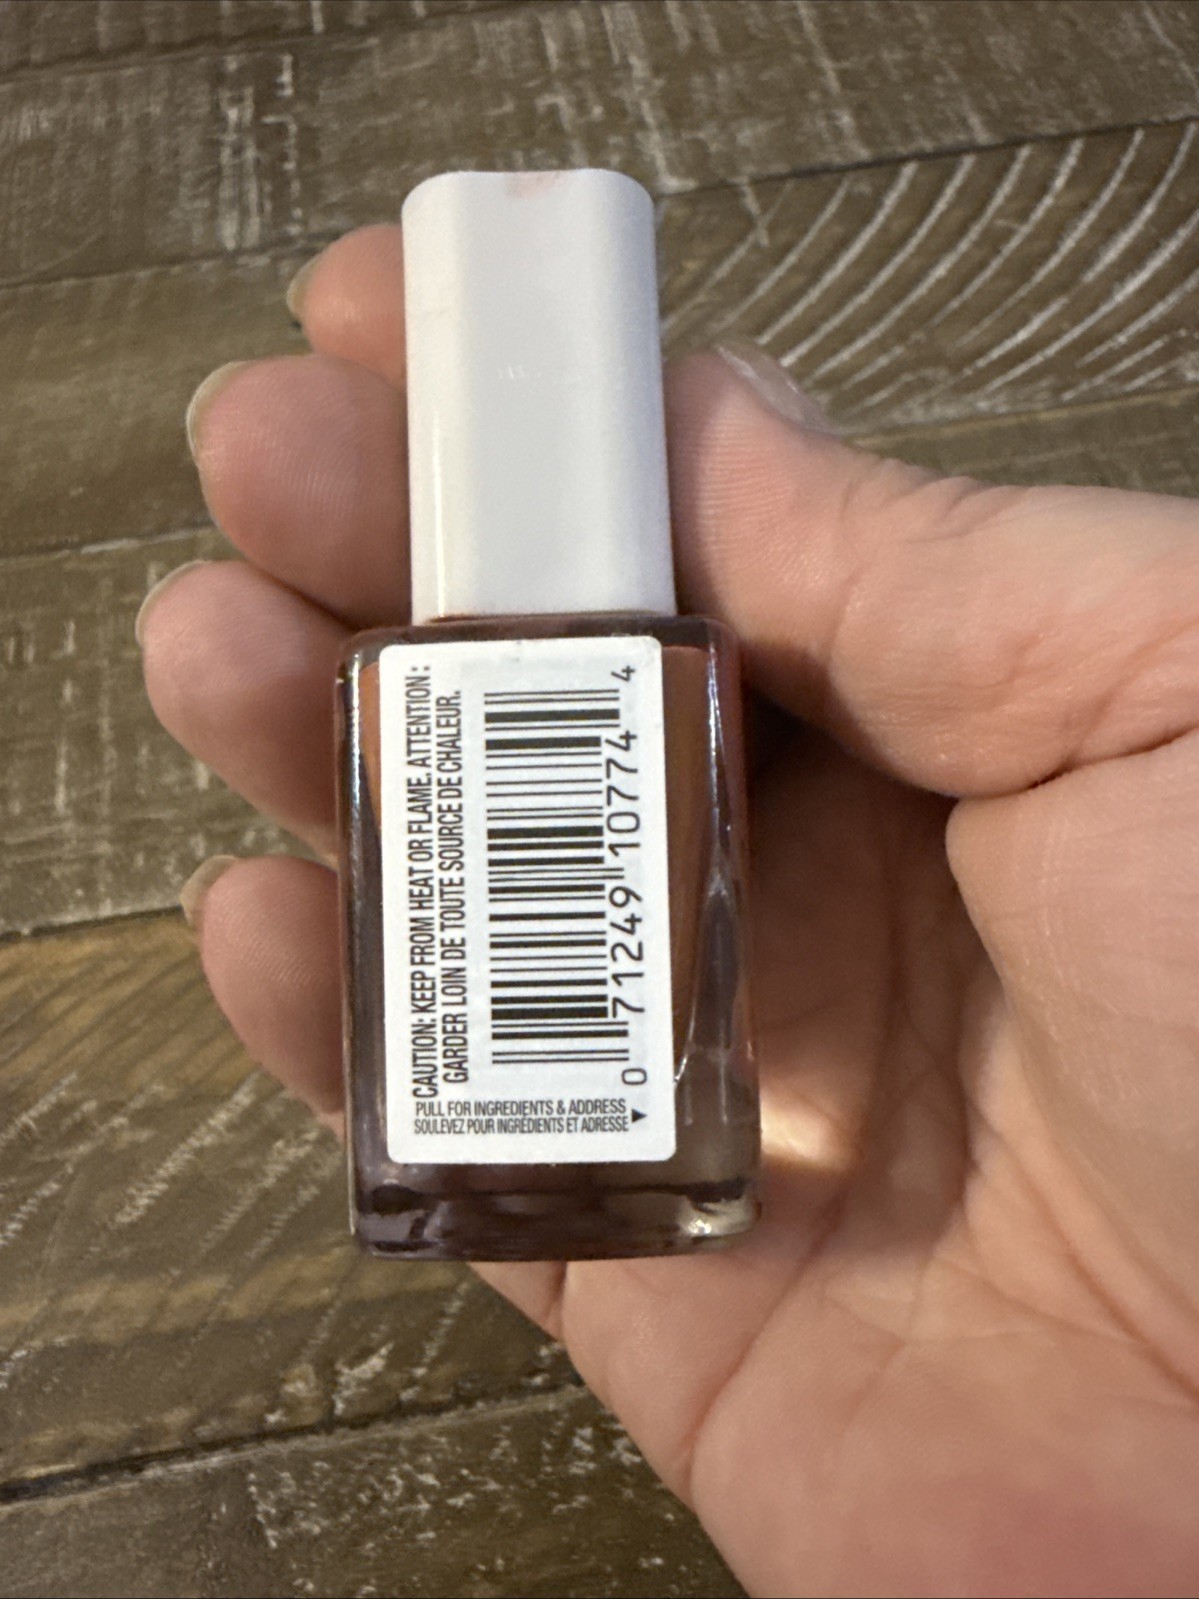 CAUTION: KEEP FROM HEAT OR FLAME. ATTENTION :
GARDER LOIN DE TOUTE SOURCE DE CHALEUR.
0 71249 10774 4
PULL FOR INGREDIENTS & ADDRESS
SOULEVEZ POUR INGRÉDIENTS ET ADRESSE